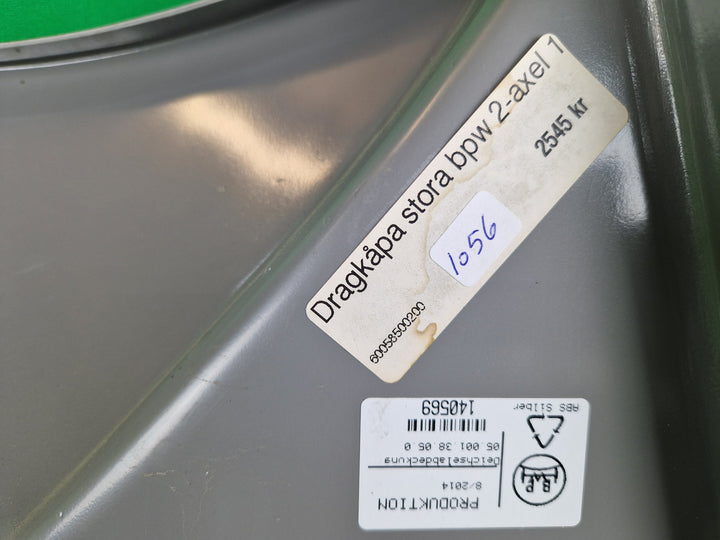 Dragkåpa stora bpw 2-axel 1
2545 kr
1056
60058500200
PRODUKTION
8/2014
Deichselabdeckung
05.001.38.05.0
140569
ABS Silber
BWP